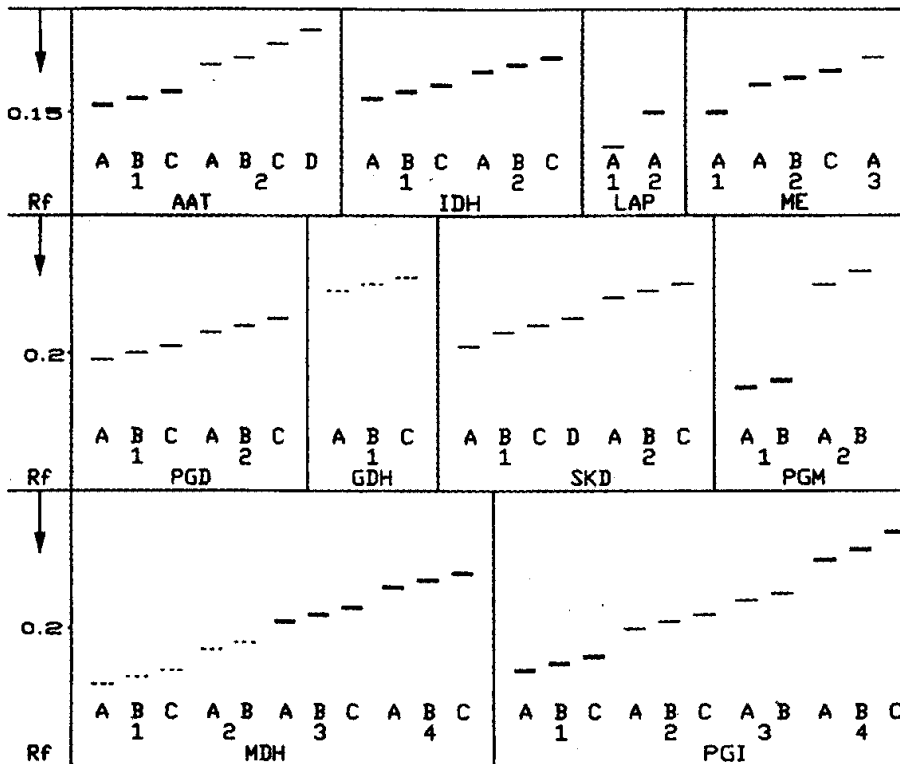 0.15
A B C A B C D A B C A B C A A A A B C A
1 2 1 2 1 2 1 2 3
Rf AAT IDH LAP ME
0.2
A B C A B C A B C A B C D A B C A B A B
1 2 1 1 2 1 2
Rf PGD GDH SKD PGM
0.2
A B C A B A B C A B C A B C A B C A B A B C
1 2 3 4 1 2 3 4
Rf MDH PGI